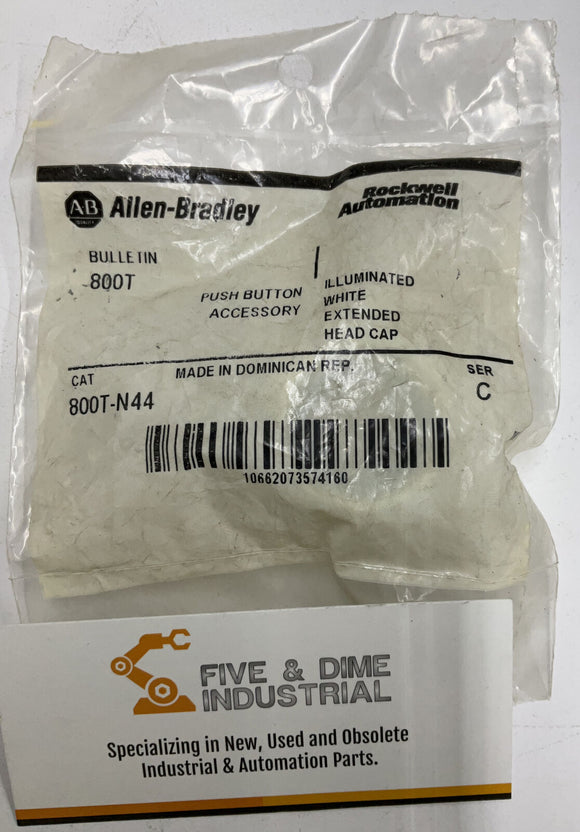 AB
QUALITY
Allen-Bradley
Rockwell
Automation
BULLETIN
800T
PUSH BUTTON
ACCESSORY
ILLUMINATED
WHITE
EXTENDED
HEAD CAP
CAT
MADE IN DOMINICAN REP.
SER
800T-N44
C
10662073574160
FIVE & DIME
INDUSTRIAL
Specializing in New, Used and Obsolete
Industrial & Automation Parts.